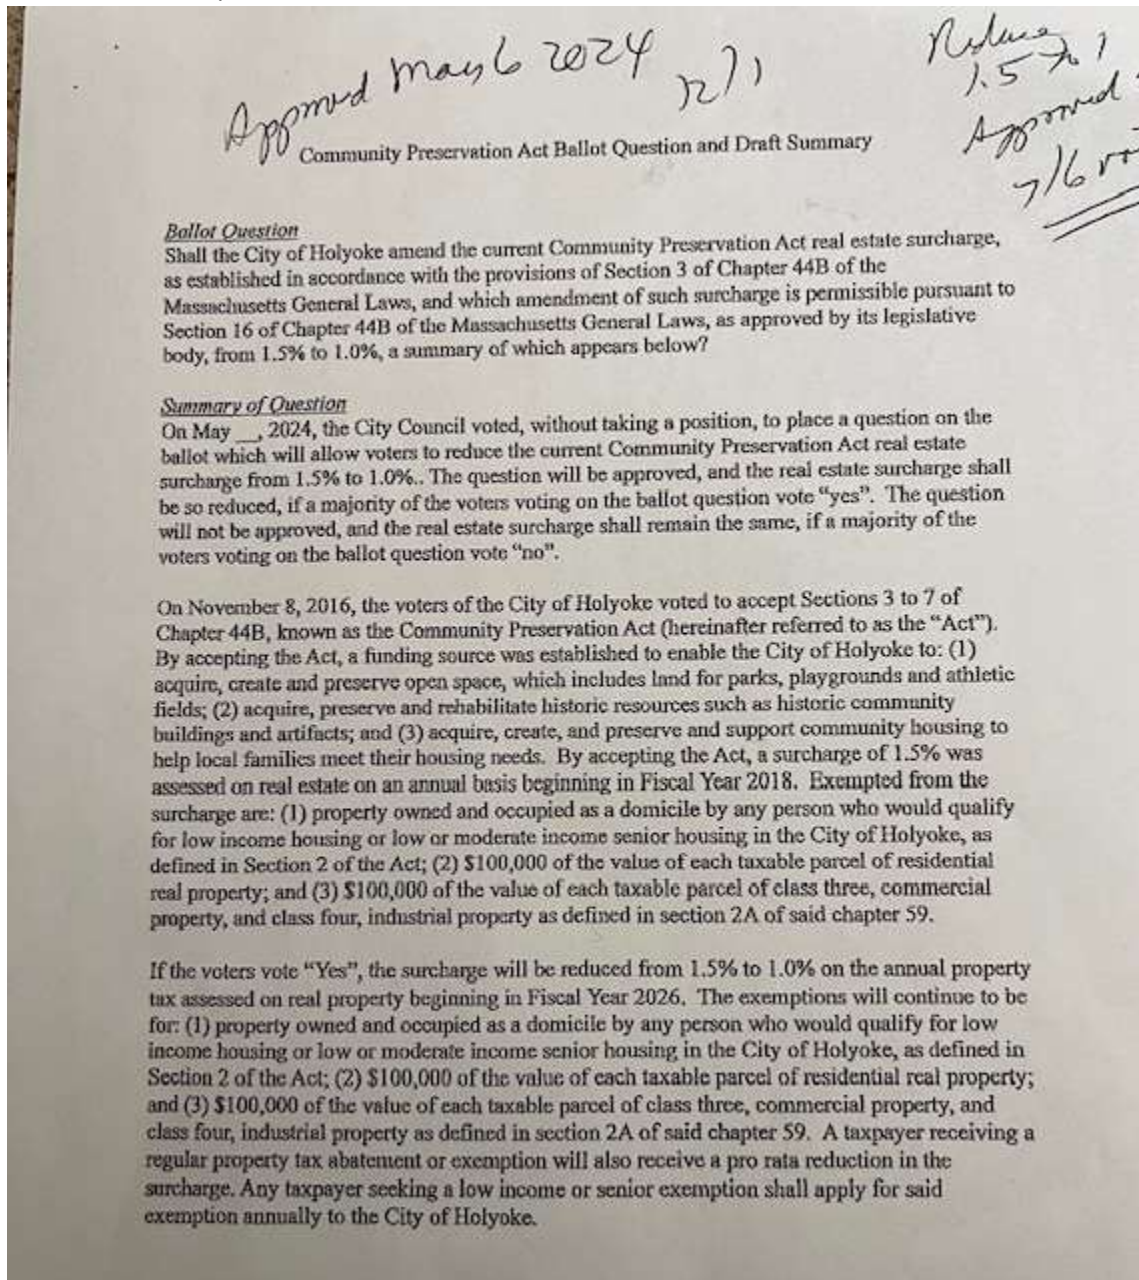 Approved May 6 2024
12/1
Reduce
1.5 to 1
Approved
7/6
Community Preservation Act Ballot Question and Draft Summary
Ballot Question
Shall the City of Holyoke amend the current Community Preservation Act real estate surcharge,
as established in accordance with the provisions of Section 3 of Chapter 44B of the
Massachusetts General Laws, and which amendment of such surcharge is permissible pursuant to
Section 16 of Chapter 44B of the Massachusetts General Laws, as approved by its legislative
body, from 1.5% to 1.0%, a summary of which appears below?
Summary of Question
On May __, 2024, the City Council voted, without taking a position, to place a question on the
ballot which will allow voters to reduce the current Community Preservation Act real estate
surcharge from 1.5% to 1.0%.. The question will be approved, and the real estate surcharge shall
be so reduced, if a majority of the voters voting on the ballot question vote “yes”. The question
will not be approved, and the real estate surcharge shall remain the same, if a majority of the
voters voting on the ballot question vote “no”.
On November 8, 2016, the voters of the City of Holyoke voted to accept Sections 3 to 7 of
Chapter 44B, known as the Community Preservation Act (hereinafter referred to as the “Act”).
By accepting the Act, a funding source was established to enable the City of Holyoke to: (1)
acquire, create and preserve open space, which includes land for parks, playgrounds and athletic
fields; (2) acquire, preserve and rehabilitate historic resources such as historic community
buildings and artifacts; and (3) acquire, create, and preserve and support community housing to
help local families meet their housing needs. By accepting the Act, a surcharge of 1.5% was
assessed on real estate on an annual basis beginning in Fiscal Year 2018. Exempted from the
surcharge are: (1) property owned and occupied as a domicile by any person who would qualify
for low income housing or low or moderate income senior housing in the City of Holyoke, as
defined in Section 2 of the Act; (2) $100,000 of the value of each taxable parcel of residential
real property; and (3) $100,000 of the value of each taxable parcel of class three, commercial
property, and class four, industrial property as defined in section 2A of said chapter 59.
If the voters vote “Yes”, the surcharge will be reduced from 1.5% to 1.0% on the annual property
tax assessed on real property beginning in Fiscal Year 2026. The exemptions will continue to be
for: (1) property owned and occupied as a domicile by any person who would qualify for low
income housing or low or moderate income senior housing in the City of Holyoke, as defined in
Section 2 of the Act; (2) $100,000 of the value of each taxable parcel of residential real property;
and (3) $100,000 of the value of each taxable parcel of class three, commercial property, and
class four, industrial property as defined in section 2A of said chapter 59. A taxpayer receiving a
regular property tax abatement or exemption will also receive a pro rata reduction in the
surcharge. Any taxpayer seeking a low income or senior exemption shall apply for said
exemption annually to the City of Holyoke.